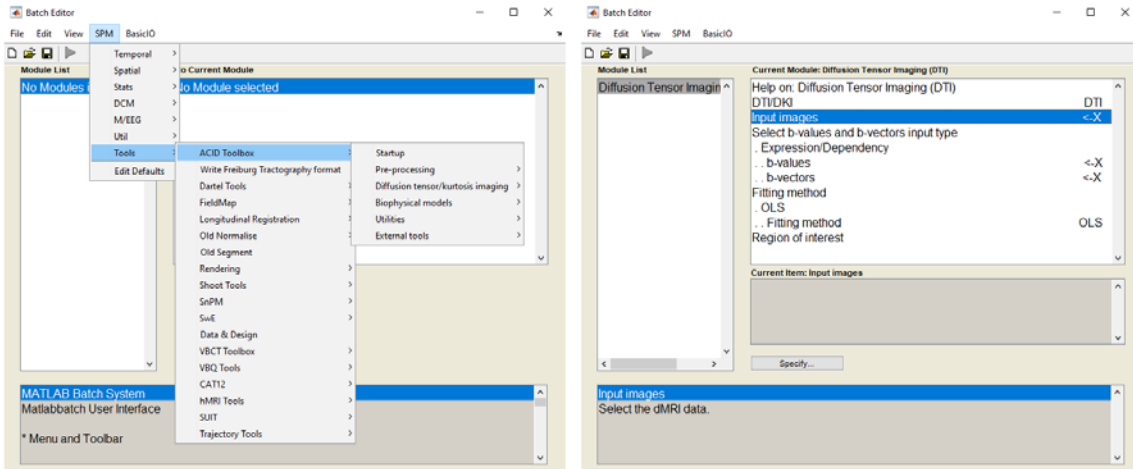 Batch Editor
File Edit View SPM BasicIO
Module List
No Modules i
o Current Module
No Module selected
Temporal
Spatial
Stats
DCM
M/EEG
Util
Tools
Edit Defaults
ACID Toolbox
Write Freiburg Tractography format
Dartel Tools
FieldMap
Longitudinal Registration
Old Normalise
Old Segment
Rendering
Shoot Tools
SnPM
SwE
Data & Design
VBCT Toolbox
VBQ Tools
CAT12
hMRI Tools
SUIT
Trajectory Tools
Startup
Pre-processing
Diffusion tensor/kurtosis imaging
Biophysical models
Utilities
External tools
MATLAB Batch System
Matlabbatch User Interface
* Menu and Toolbar
Batch Editor
File Edit View SPM BasicIO
Module List
Diffusion Tensor Imagin
Current Module: Diffusion Tensor Imaging (DTI)
Help on: Diffusion Tensor Imaging (DTI)
DTI/DKI DTI
Input images <-X
Select b-values and b-vectors input type
. Expression/Dependency
. . b-values <-X
. . b-vectors <-X
Fitting method
. OLS
. . Fitting method OLS
Region of interest
Current Item: Input images
Specify...
Input images
Select the dMRI data.